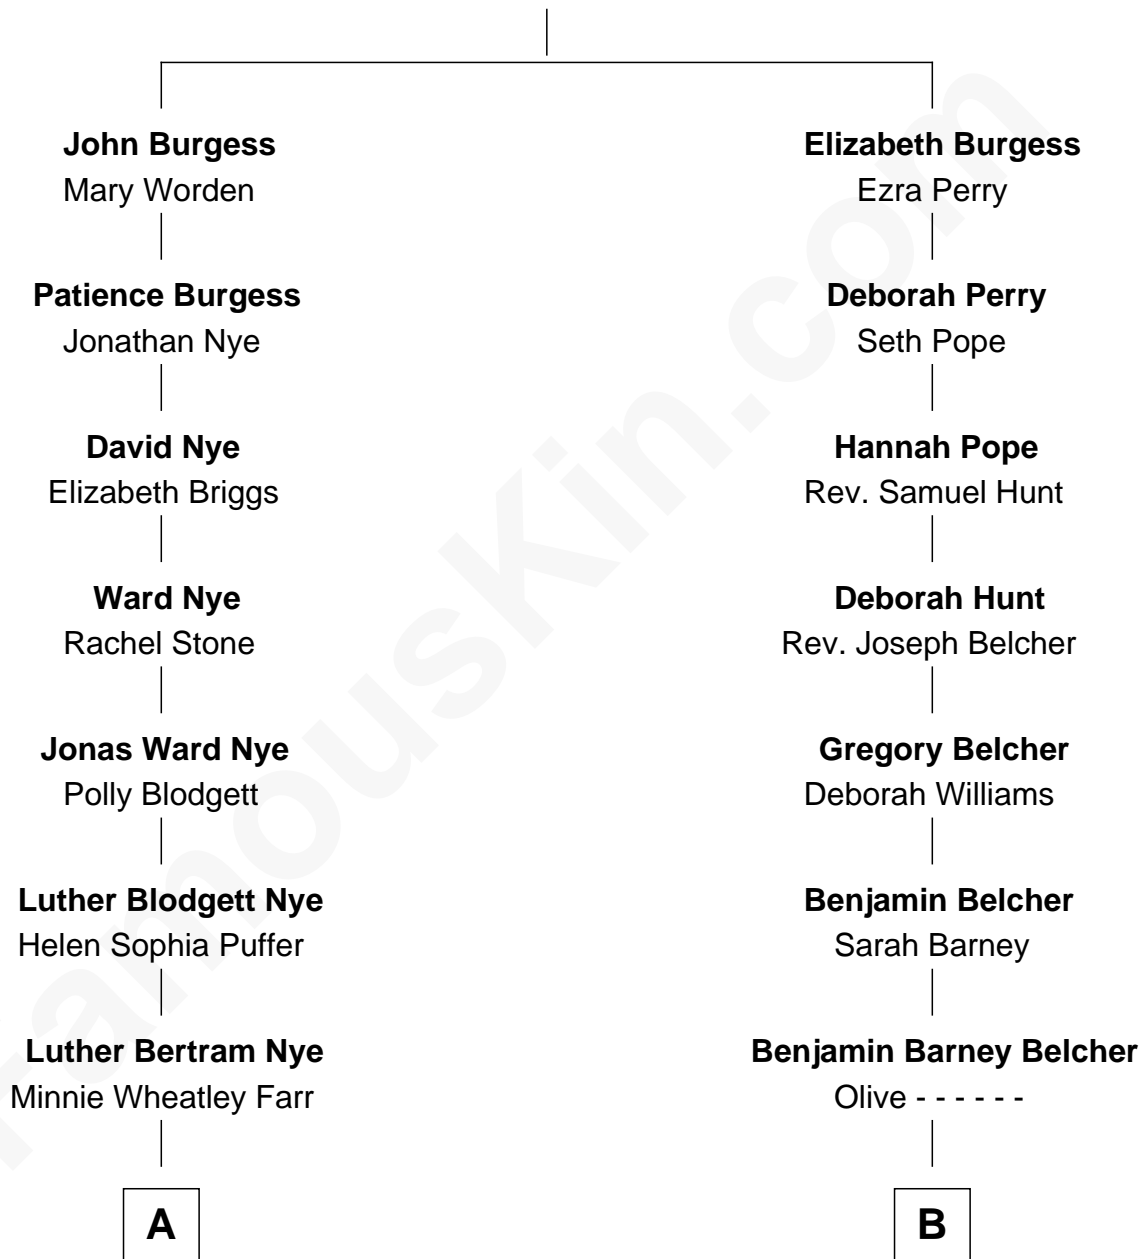 John Burgess
Mary Worden
Patience Burgess
Jonathan Nye
David Nye
Elizabeth Briggs
Ward Nye
Rachel Stone
Jonas Ward Nye
Polly Blodgett
Luther Blodgett Nye
Helen Sophia Puffer
Luther Bertram Nye
Minnie Wheatley Farr
A
Elizabeth Burgess
Ezra Perry
Deborah Perry
Seth Pope
Hannah Pope
Rev. Samuel Hunt
Deborah Hunt
Rev. Joseph Belcher
Gregory Belcher
Deborah Williams
Benjamin Belcher
Sarah Barney
Benjamin Barney Belcher
Olive - - - - - -
B
FamousKin.com